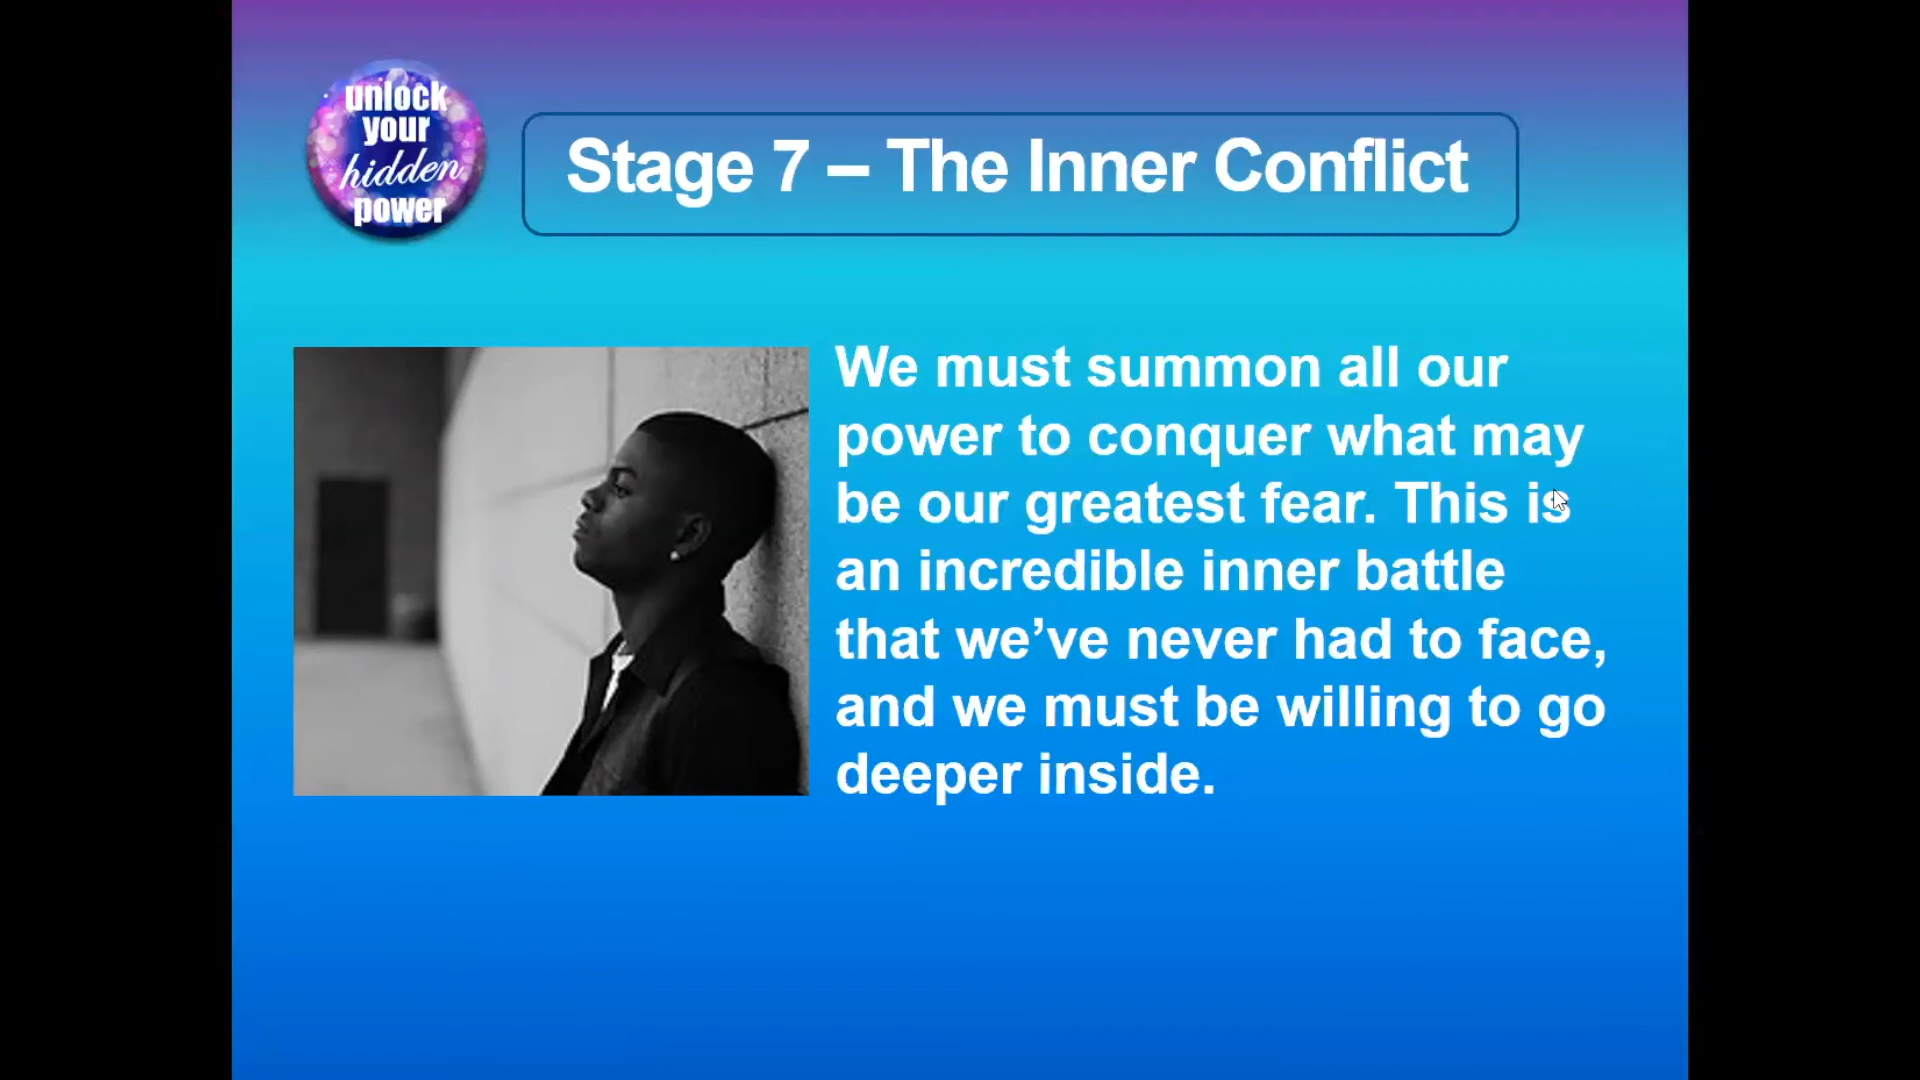 unlock
your
hidden
power
Stage 7 – The Inner Conflict
We must summon all our
power to conquer what may
be our greatest fear. This is
an incredible inner battle
that we’ve never had to face,
and we must be willing to go
deeper inside.